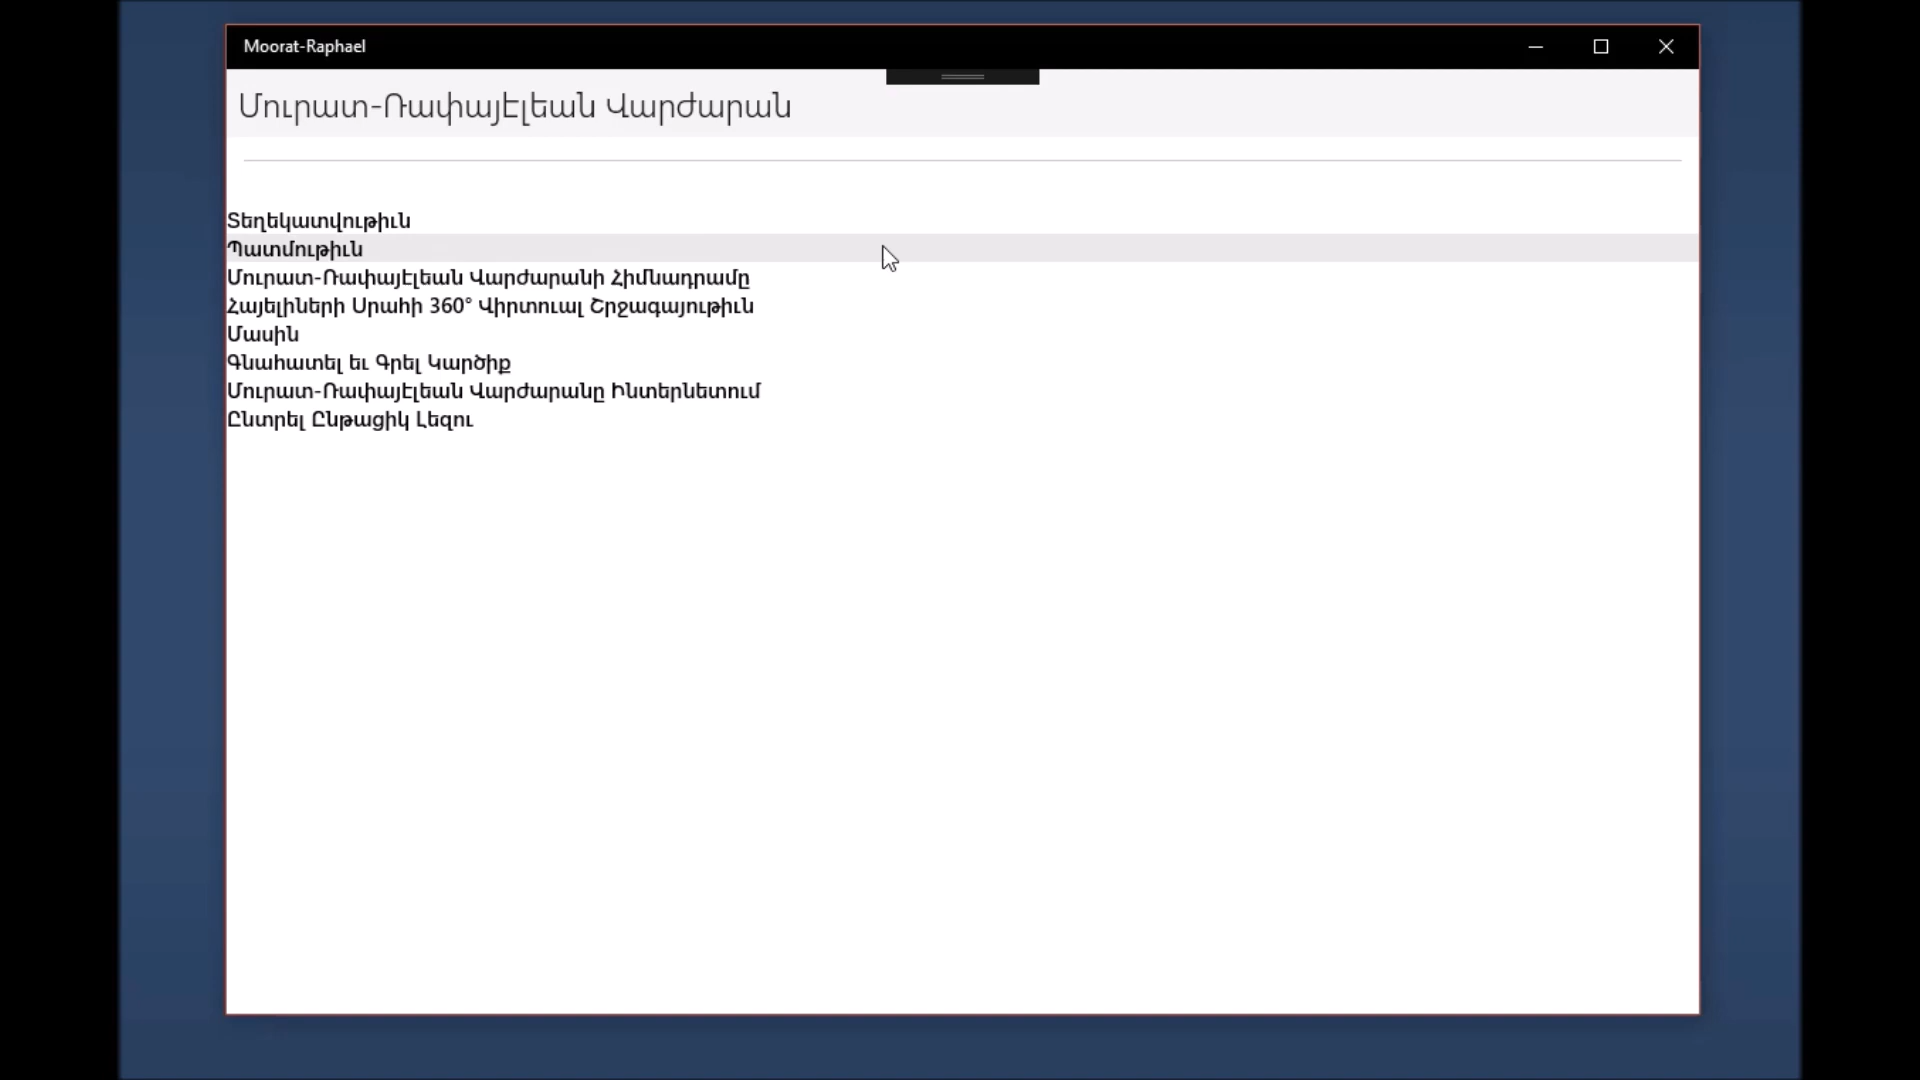 Moorat-Raphael
Մուրատ-Ռափայէլեան Վարժարան
Տեղեկատվութիւն
Պատմութիւն
Մուրատ-Ռափայէլեան Վարժարանի Հիմնադրամը
Հայելիների Սրահի 360° Վիրտուալ Շրջագայութիւն
Մասին
Գնահատել եւ Գրել Կարծիք
Մուրատ-Ռափայէլեան Վարժարանը Ինտերնետում
Ընտրել Ընթացիկ Լեզու